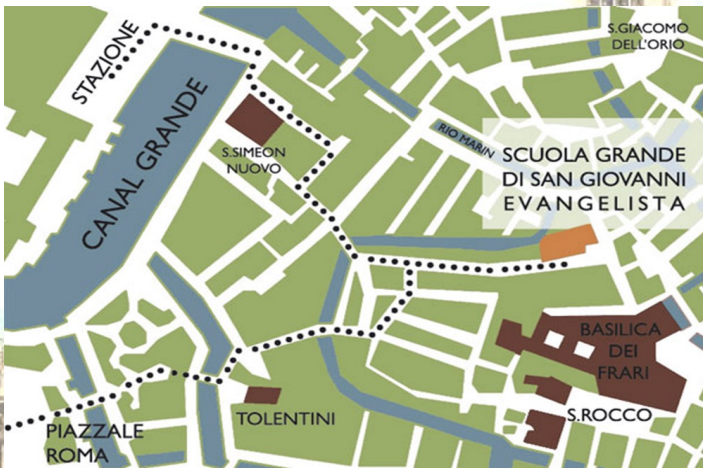 S.GIACOMO
DELL'ORIO
STAZIONE
CANAL GRANDE
S.SIMEON
NUOVO
RIO MARIN
SCUOLA GRANDE
DI SAN GIOVANNI
EVANGELISTA
BASILICA
DEI
FRARI
S.ROCCO
TOLENTINI
PIAZZALE
ROMA